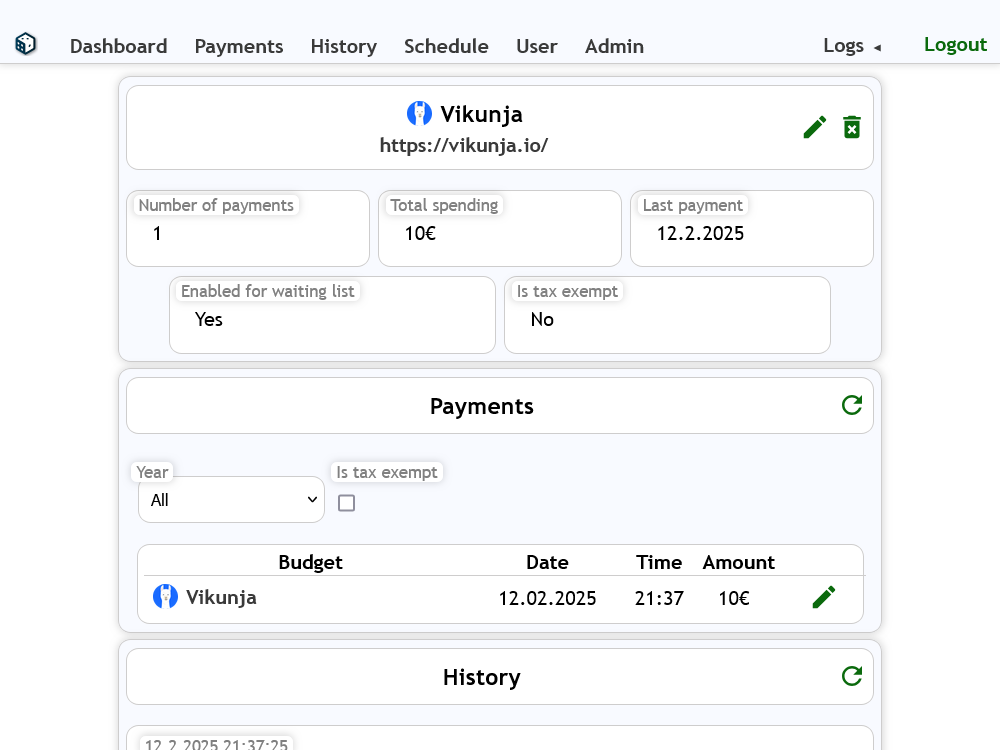 Dashboard Payments History Schedule User Admin Logs ◂ Logout
Vikunja
https://vikunja.io/
Number of payments Total spending Last payment
1 10€ 12.2.2025
Enabled for waiting list Is tax exempt
Yes No
Payments
Year Is tax exempt
All
Budget Date Time Amount
Vikunja 12.02.2025 21:37 10€
History
12.2.2025 21:37:25